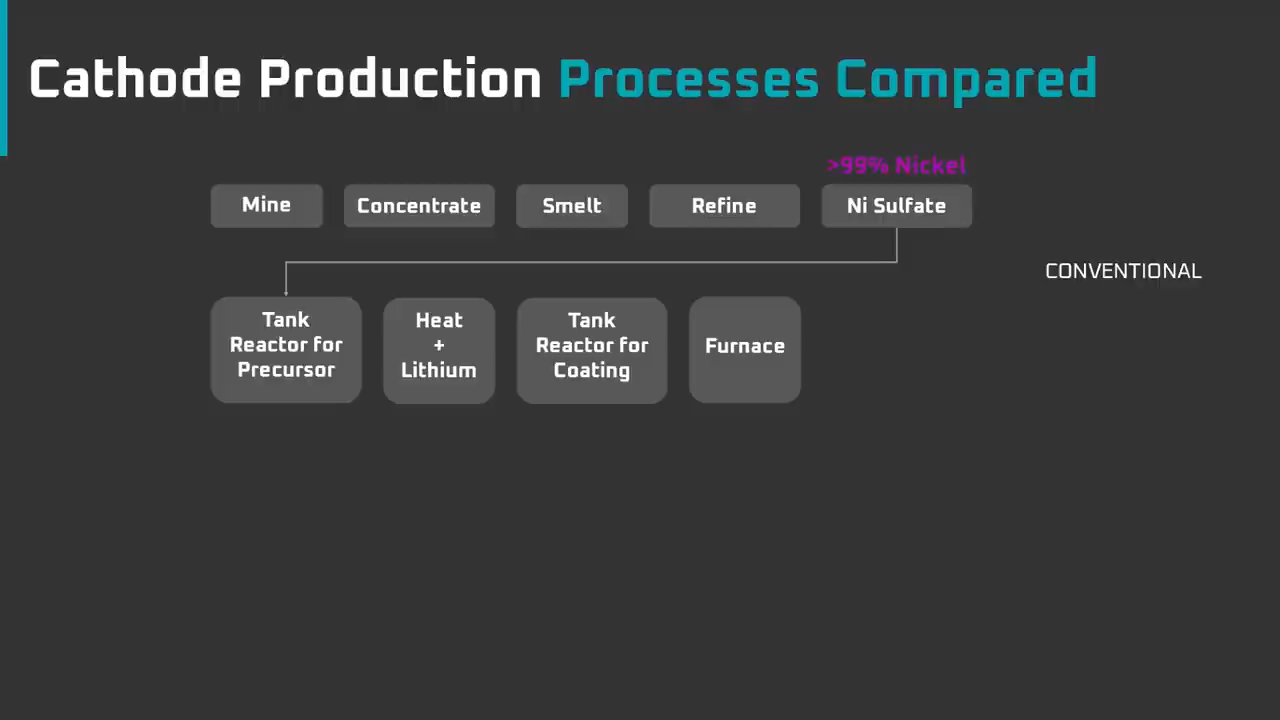 Cathode Production Processes Compared
>99% Nickel
Mine
Concentrate
Smelt
Refine
Ni Sulfate
CONVENTIONAL
Tank
Reactor for
Precursor
Heat
+
Lithium
Tank
Reactor for
Coating
Furnace